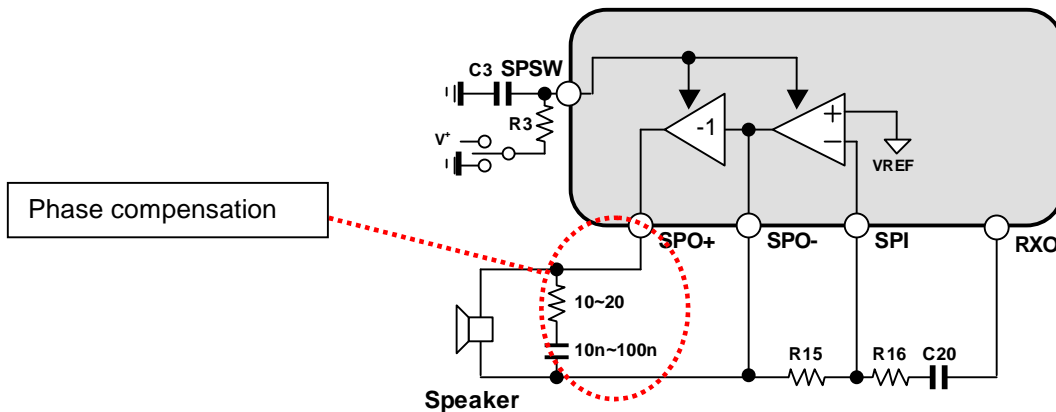 C3 SPSW
R3
V+
-1
+
−
VREF
Phase compensation
SPO+ SPO- SPI RXO
10~20
10n~100n
R15 R16 C20
Speaker